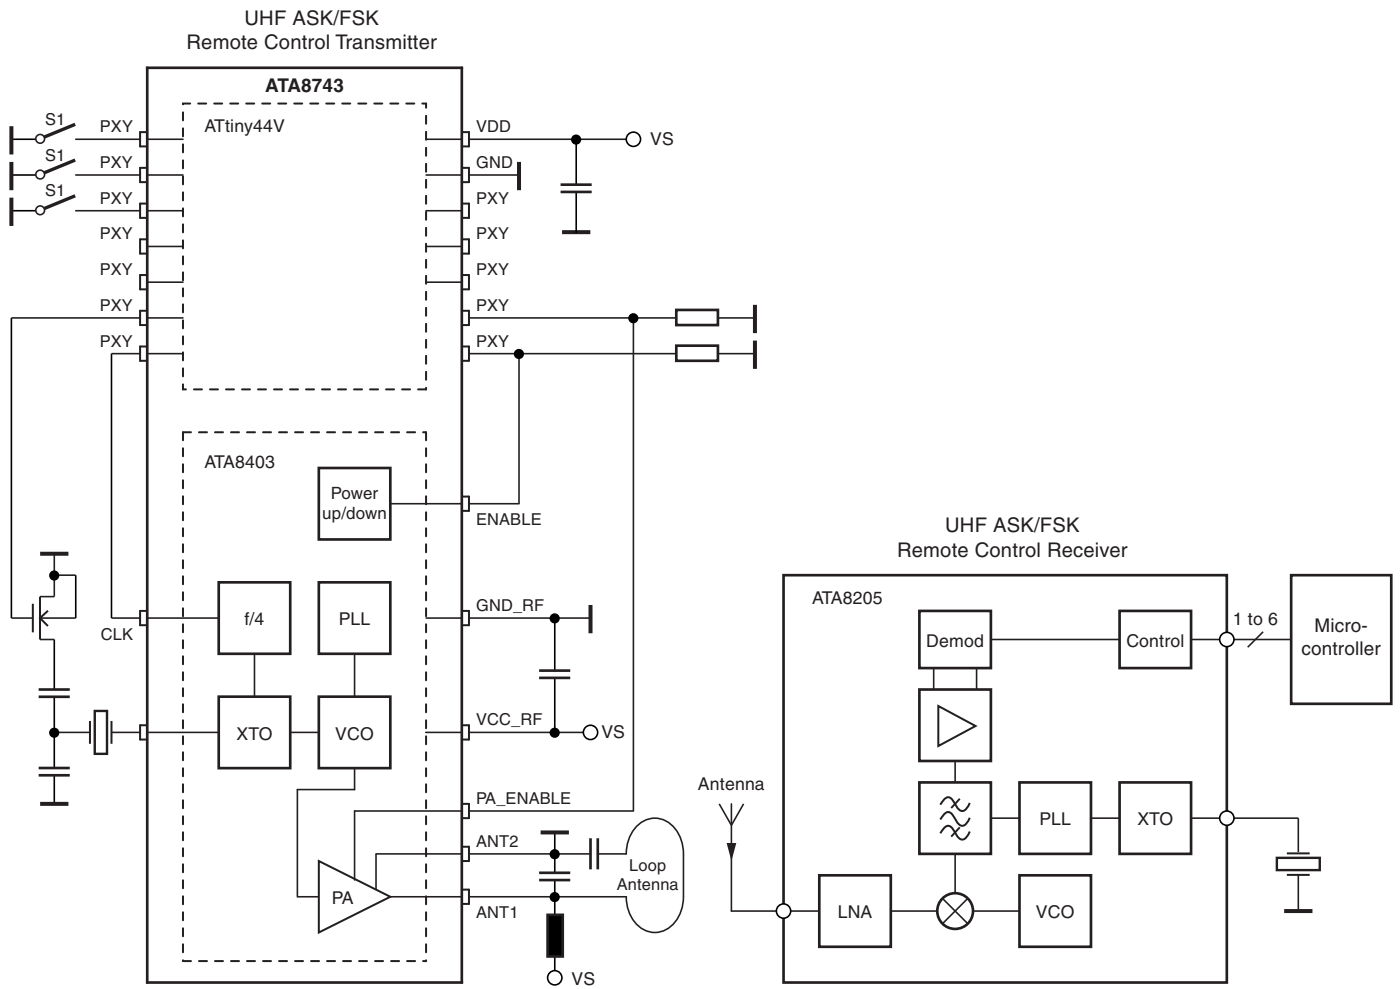 UHF ASK/FSK
Remote Control Transmitter
ATA8743
ATtiny44V
S1
PXY
S1
PXY
S1
PXY
PXY
PXY
PXY
PXY
VDD
VS
GND
PXY
PXY
PXY
PXY
PXY
ATA8403
Power
up/down
ENABLE
f/4
PLL
GND_RF
CLK
XTO
VCO
VCC_RF
VS
PA_ENABLE
ANT2
Loop
Antenna
PA
ANT1
VS
UHF ASK/FSK
Remote Control Receiver
ATA8205
Demod
Control
1 to 6
Micro-
controller
Antenna
PLL
XTO
LNA
VCO